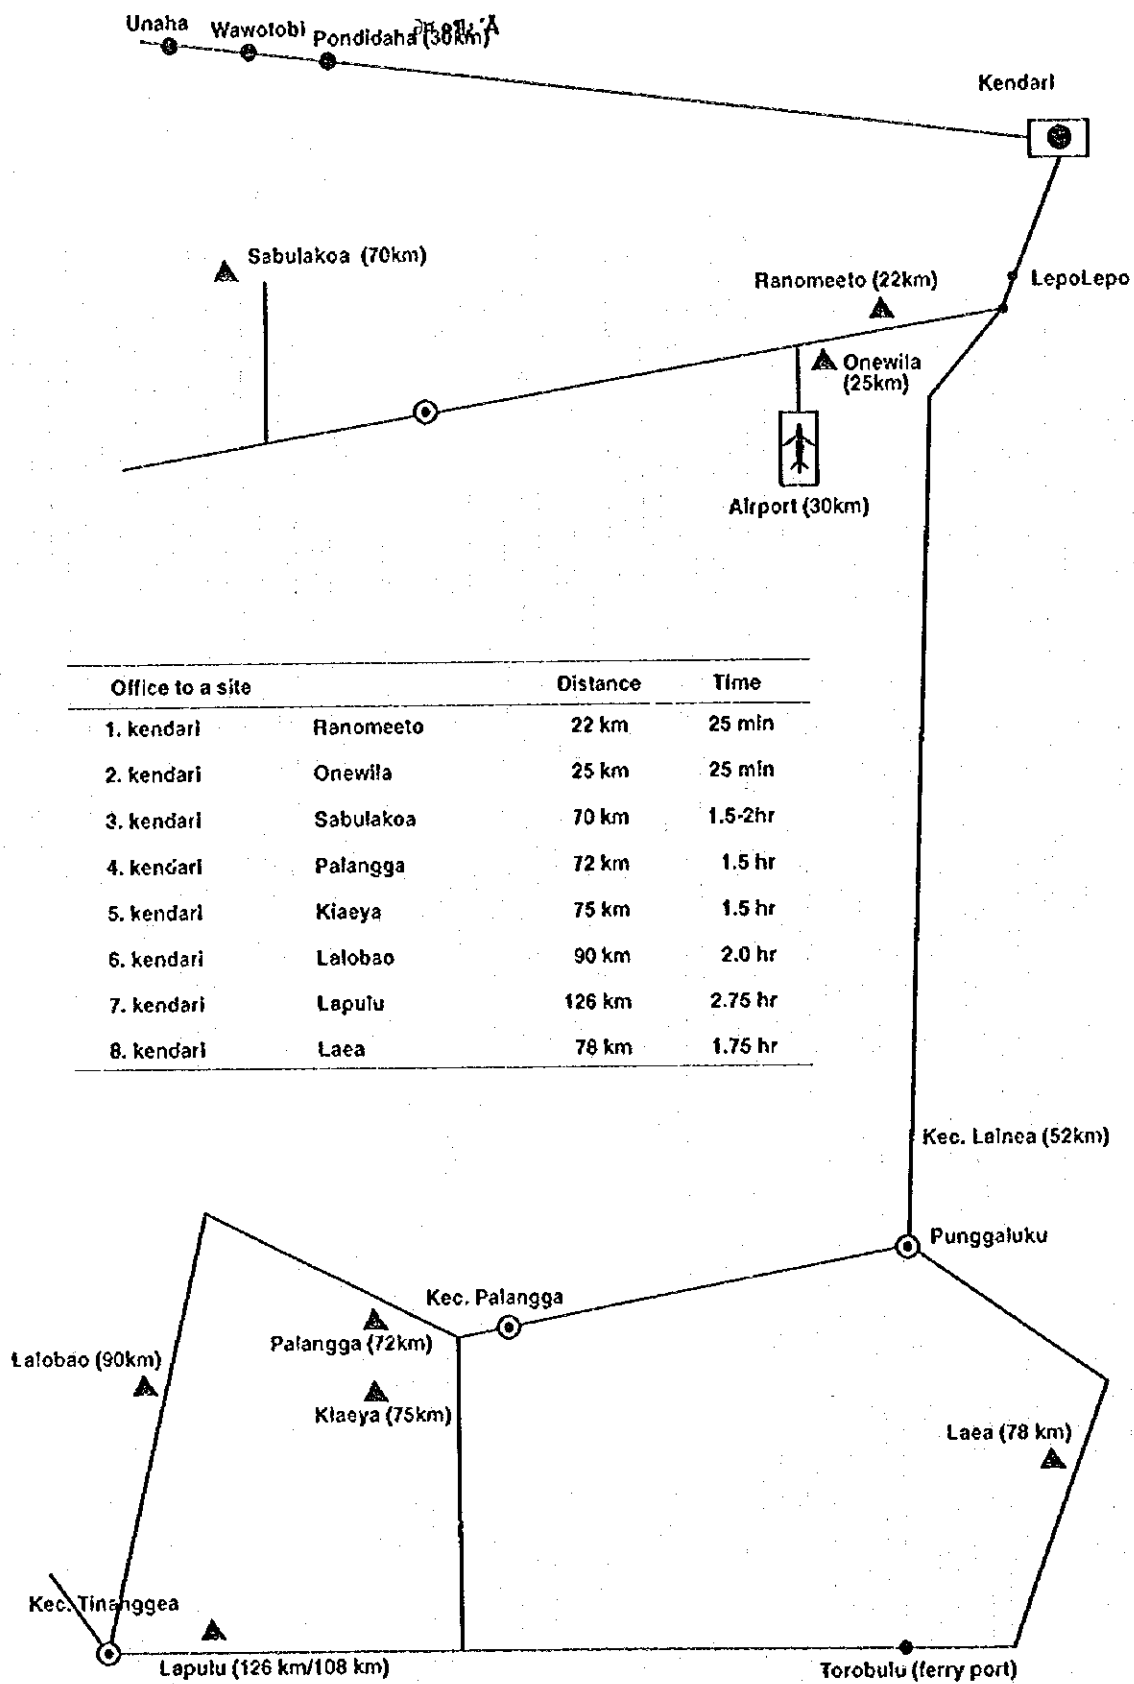 Unaha
Wawotobi
Pondidaha (30km)
Kendari
Sabulakoa (70km)
Ranomeeto (22km)
LepoLepo
Onewila
(25km)
Airport (30km)
Office to a site Distance Time
1. kendari Ranomeeto 22 km 25 min
2. kendari Onewila 25 km 25 min
3. kendari Sabulakoa 70 km 1.5-2hr
4. kendari Palangga 72 km 1.5 hr
5. kendari Kiaeya 75 km 1.5 hr
6. kendari Lalobao 90 km 2.0 hr
7. kendari Lapulu 126 km 2.75 hr
8. kendari Laea 78 km 1.75 hr
Kec. Lainea (52km)
Punggaluku
Kec. Palangga
Palangga (72km)
Lalobao (90km)
Kiaeya (75km)
Laea (78 km)
Kec. Tinanggea
Lapulu (126 km/108 km)
Torobulu (ferry port)